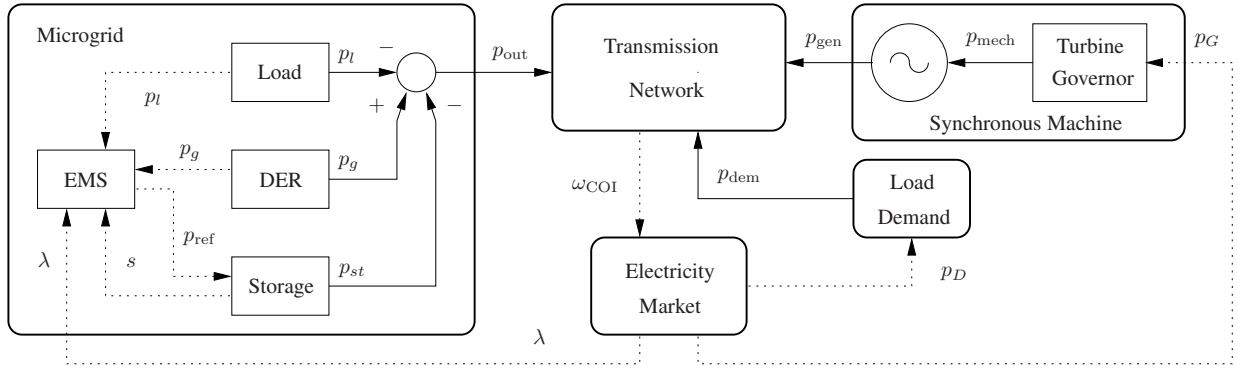 Microgrid
Load
p_l
−
p_out
Transmission
Network
p_gen
p_mech
Turbine
Governor
p_G
Synchronous Machine
p_l
+
−
EMS
p_g
DER
p_g
ω_COI
p_dem
Load
Demand
p_ref
λ
s
Storage
p_st
Electricity
Market
p_D
λ